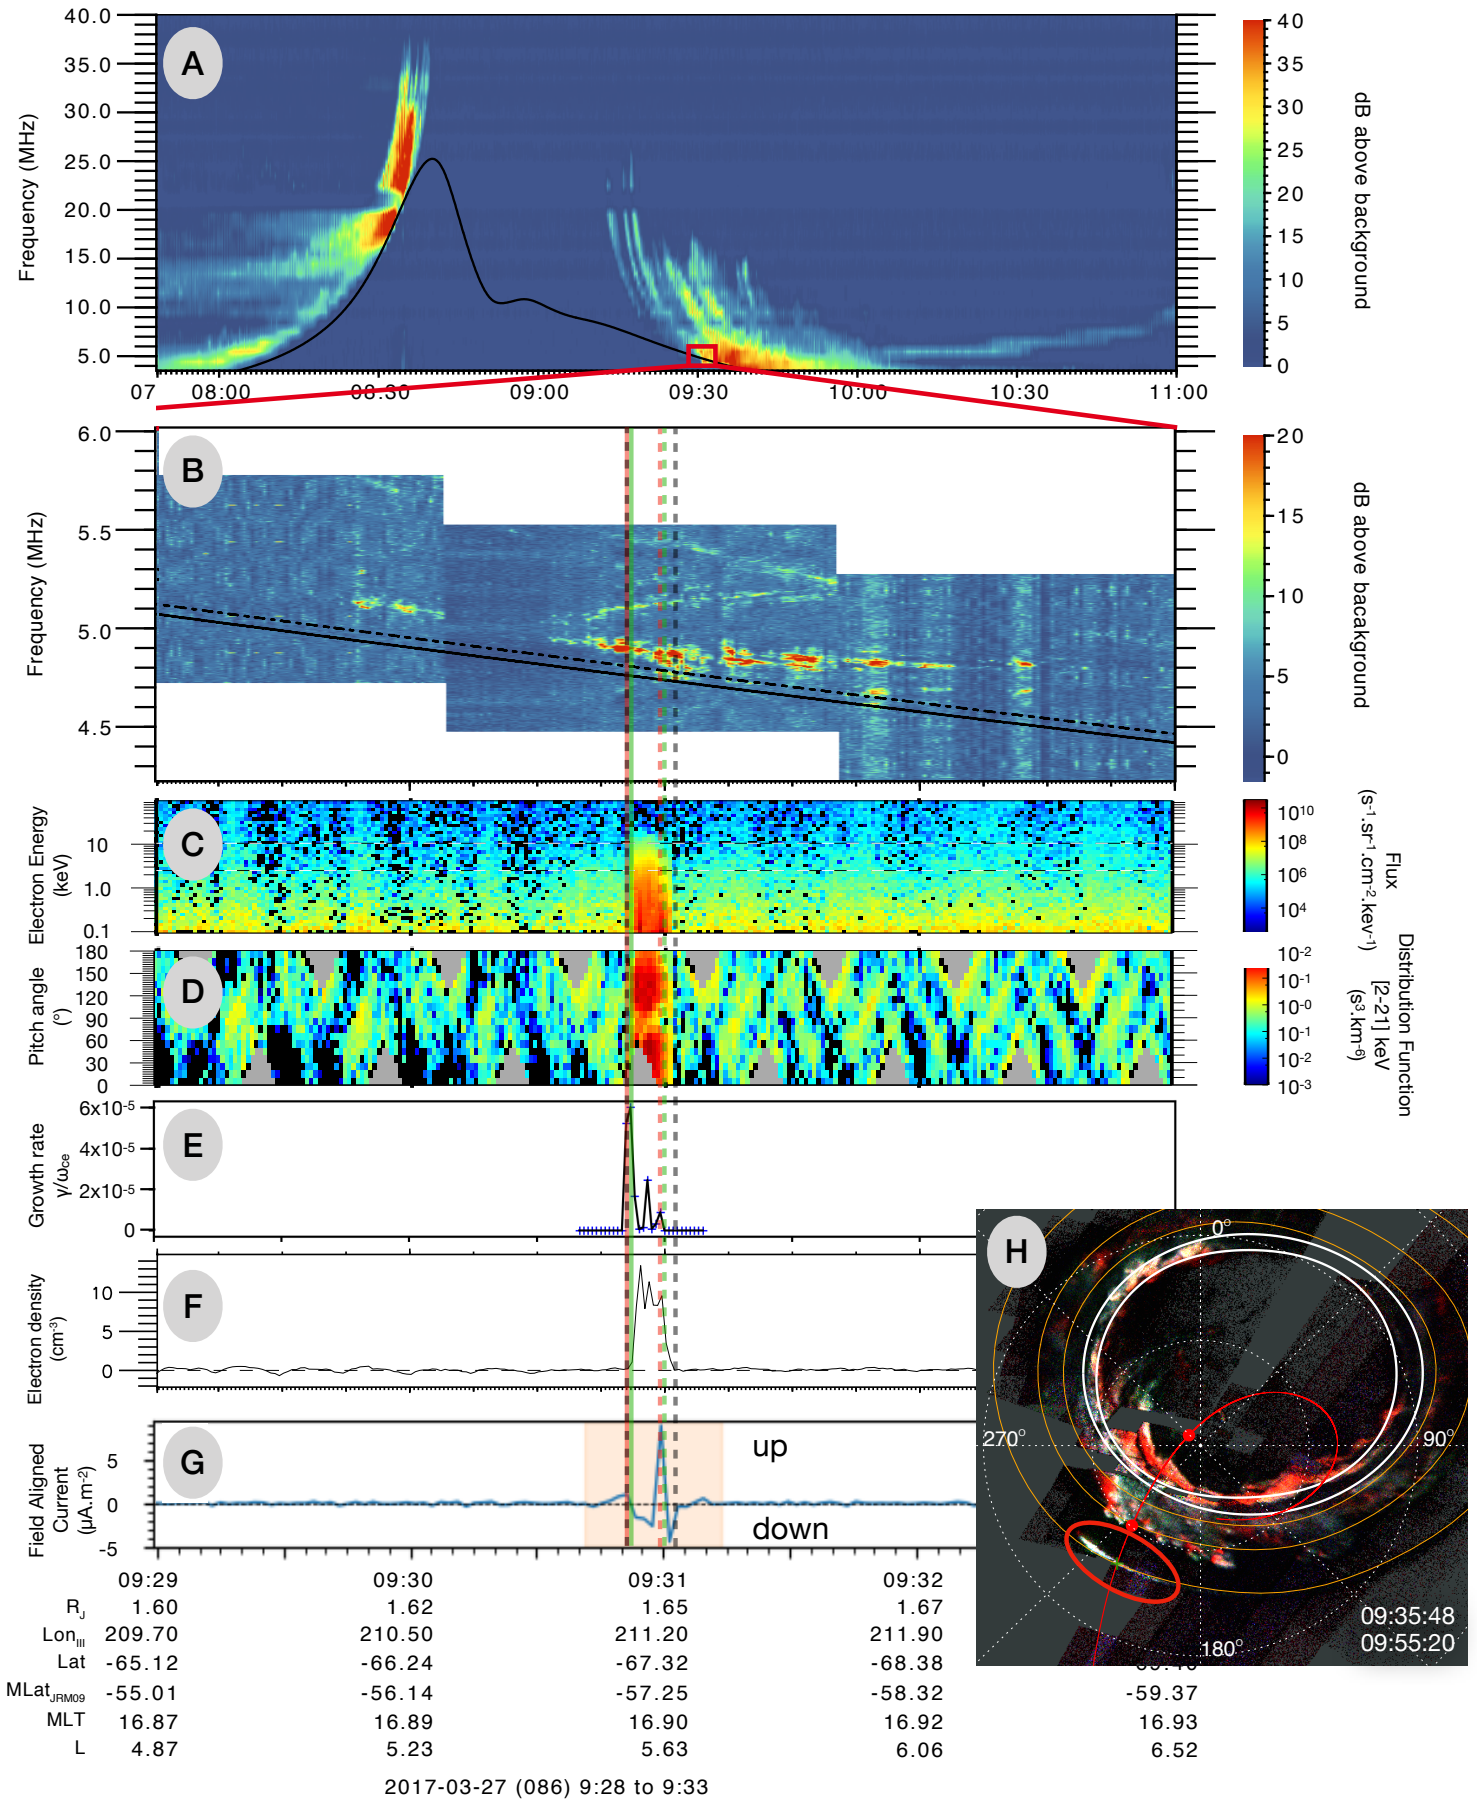 A
40.0
35.0
30.0
25.0
20.0
15.0
10.0
5.0
Frequency (MHz)
07 08:00 08:30 09:00 09:30 10:00 10:30 11:00
40
35
30
25
20
15
10
5
0
dB above background
B
6.0
5.5
5.0
4.5
Frequency (MHz)
20
15
10
5
0
dB above bacaground
C
10
1.0
0.1
Electron Energy
(keV)
10¹⁰
10⁸
10⁶
10⁴
Flux
(s⁻¹.sr⁻¹.cm⁻².kev⁻¹)
D
180
150
120
90
60
30
0
Pitch angle
(°)
10⁻²
10⁻¹
10⁻⁰
10⁻¹
10⁻²
10⁻³
Distribution Function
[2-21] keV
(s³.km⁻⁶)
E
6x10⁻⁵
4x10⁻⁵
2x10⁻⁵
0
Growth rate
γ/ω_ce
F
10
5
0
Electron density
(cm⁻³)
G
5
0
-5
Field Aligned
Current
(μA.m⁻²)
up
down
H
0°
90°
180°
270°
09:35:48
09:55:20
09:29 09:30 09:31 09:32
R_J 1.60 1.62 1.65 1.67
Lon_III 209.70 210.50 211.20 211.90
Lat -65.12 -66.24 -67.32 -68.38
MLat_JRM09 -55.01 -56.14 -57.25 -58.32 -59.37
MLT 16.87 16.89 16.90 16.92 16.93
L 4.87 5.23 5.63 6.06 6.52
2017-03-27 (086) 9:28 to 9:33